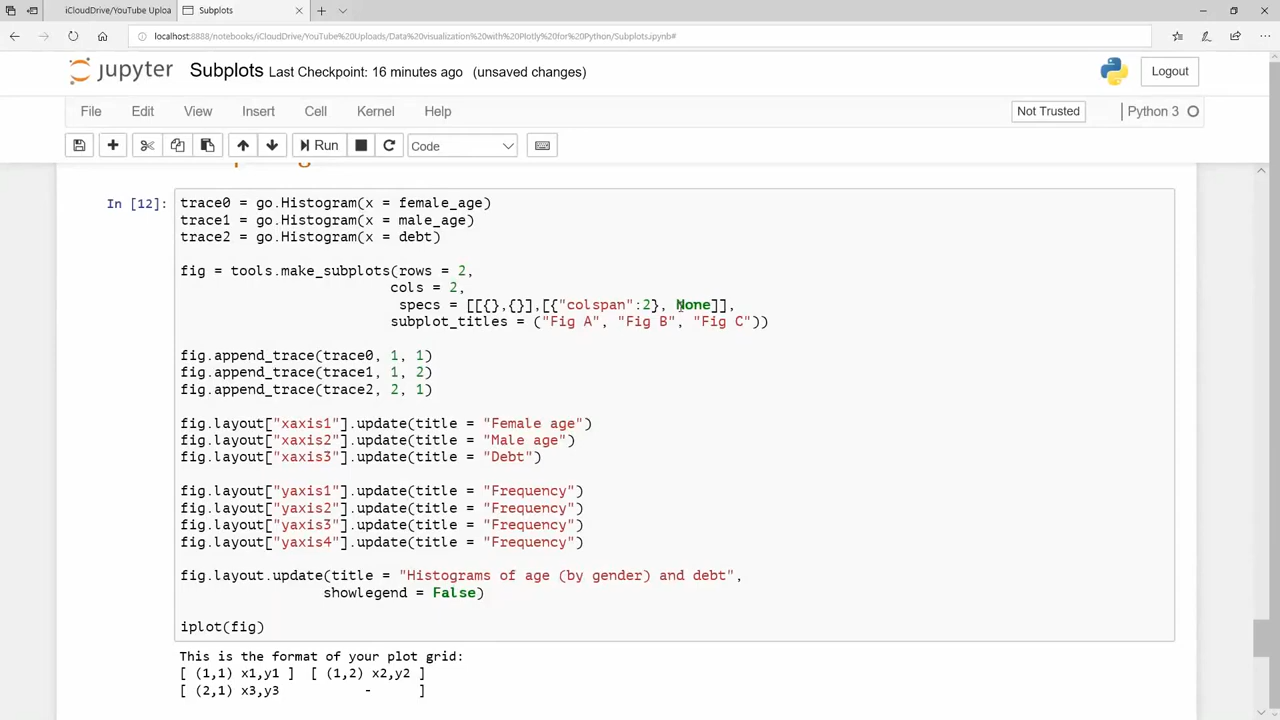 iCloudDrive/YouTube Uploa
Subplots
localhost:8888/notebooks/iCloudDrive/YouTube%20Uploads/Data%20visualization%20with%20Plotly%20for%20Python/Subplots.ipynb#
jupyter Subplots Last Checkpoint: 16 minutes ago (unsaved changes)
Logout
File Edit View Insert Cell Kernel Help
Not Trusted
Python 3
Run
Code
In [12]:
trace0 = go.Histogram(x = female_age)
trace1 = go.Histogram(x = male_age)
trace2 = go.Histogram(x = debt)
fig = tools.make_subplots(rows = 2,
cols = 2,
specs = [[{},{}],[{"colspan":2}, None]],
subplot_titles = ("Fig A", "Fig B", "Fig C"))
fig.append_trace(trace0, 1, 1)
fig.append_trace(trace1, 1, 2)
fig.append_trace(trace2, 2, 1)
fig.layout["xaxis1"].update(title = "Female age")
fig.layout["xaxis2"].update(title = "Male age")
fig.layout["xaxis3"].update(title = "Debt")
fig.layout["yaxis1"].update(title = "Frequency")
fig.layout["yaxis2"].update(title = "Frequency")
fig.layout["yaxis3"].update(title = "Frequency")
fig.layout["yaxis4"].update(title = "Frequency")
fig.layout.update(title = "Histograms of age (by gender) and debt",
showlegend = False)
iplot(fig)
This is the format of your plot grid:
[ (1,1) x1,y1 ] [ (1,2) x2,y2 ]
[ (2,1) x3,y3 - ]